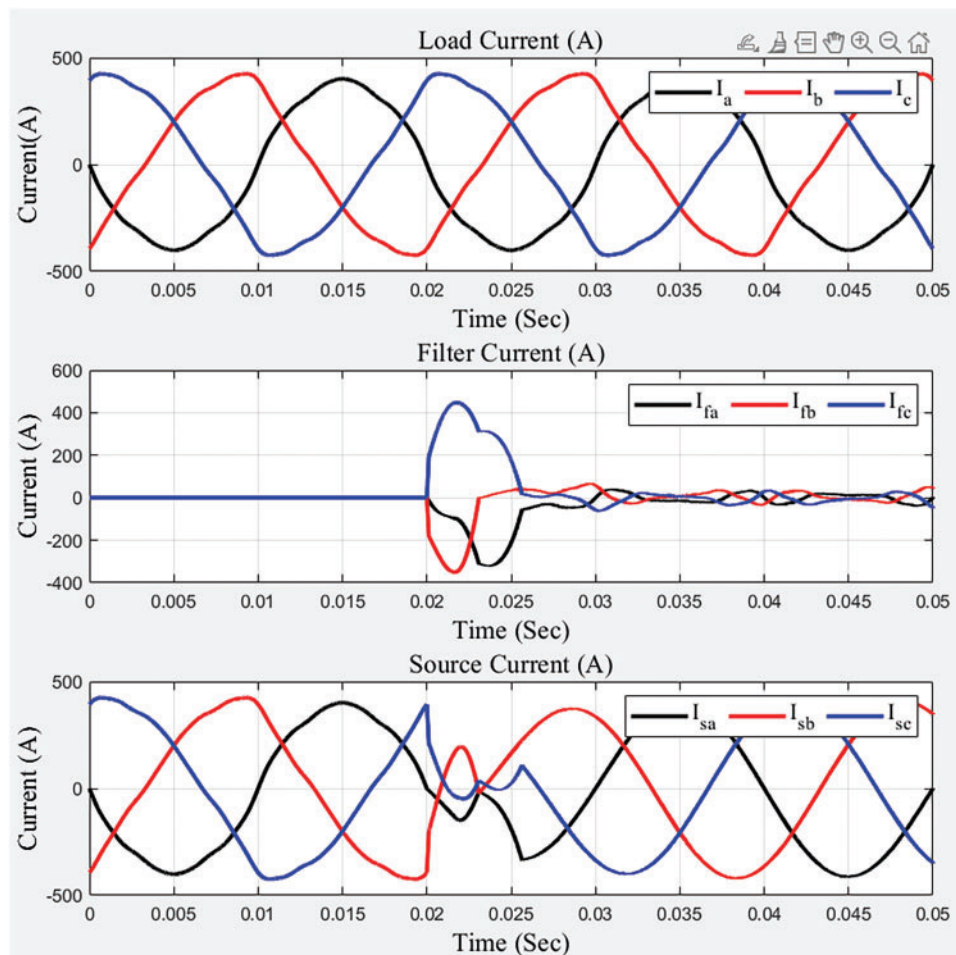 Load Current (A)
500
0
-500
Current(A)
I_a I_b I_c
0 0.005 0.01 0.015 0.02 0.025 0.03 0.035 0.04 0.045 0.05
Time (Sec)
Filter Current (A)
600
400
200
0
-200
-400
Current (A)
I_fa I_fb I_fc
0 0.005 0.01 0.015 0.02 0.025 0.03 0.035 0.04 0.045 0.05
Time (Sec)
Source Current (A)
500
0
-500
Current (A)
I_sa I_sb I_sc
0 0.005 0.01 0.015 0.02 0.025 0.03 0.035 0.04 0.045 0.05
Time (Sec)